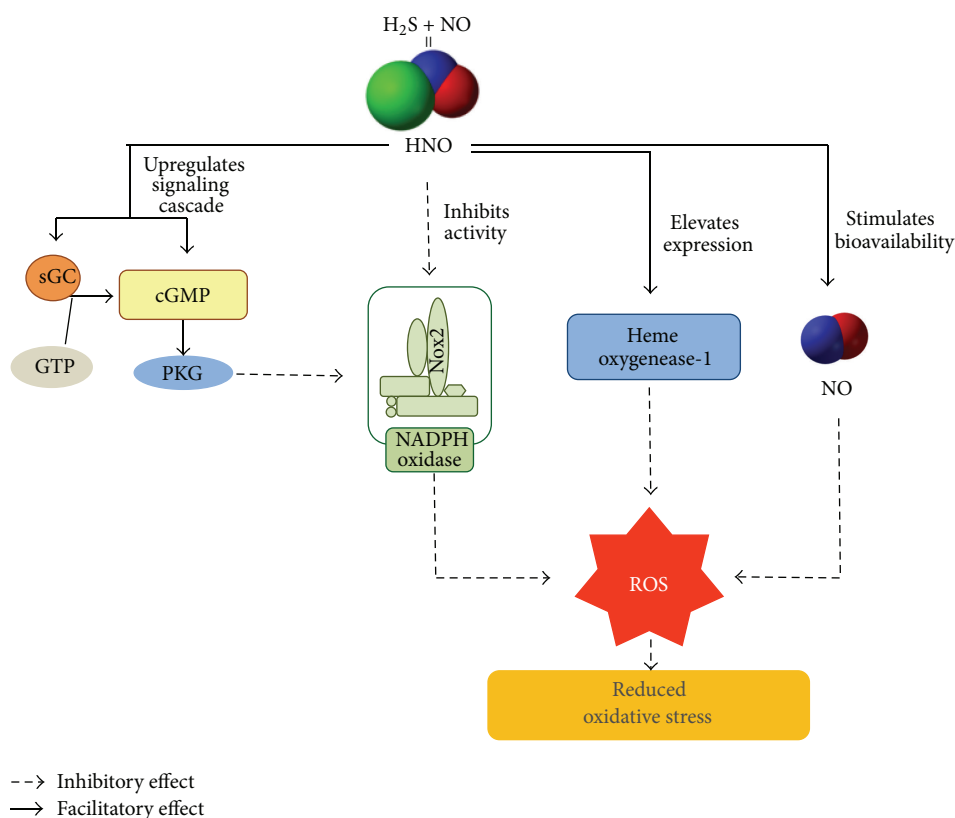 H₂S + NO
=
HNO
Upregulates
signaling
cascade
Inhibits
activity
Elevates
expression
Stimulates
bioavailability
sGC
cGMP
GTP
PKG
Nox2
NADPH
oxidase
Heme
oxygenease-1
NO
ROS
Reduced
oxidative stress
Inhibitory effect
Facilitatory effect